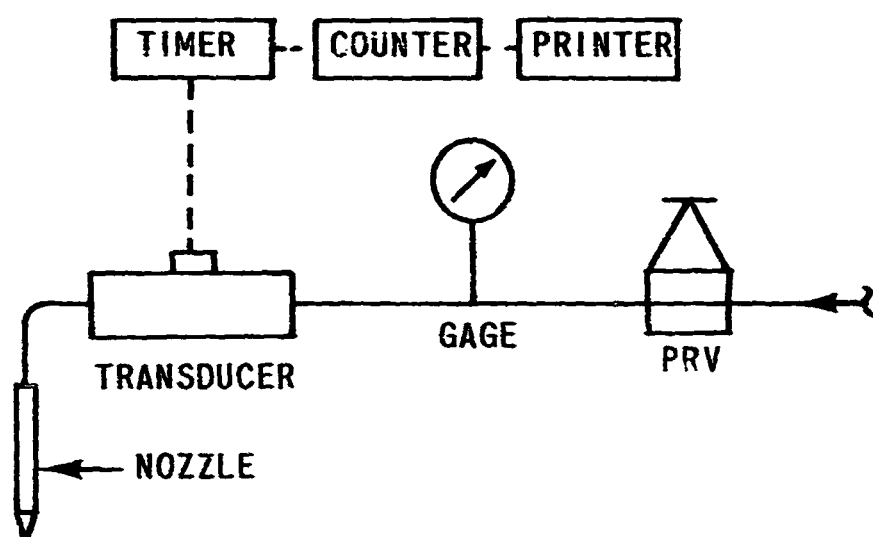 TIMER
COUNTER
PRINTER
GAGE
PRV
TRANSDUCER
NOZZLE